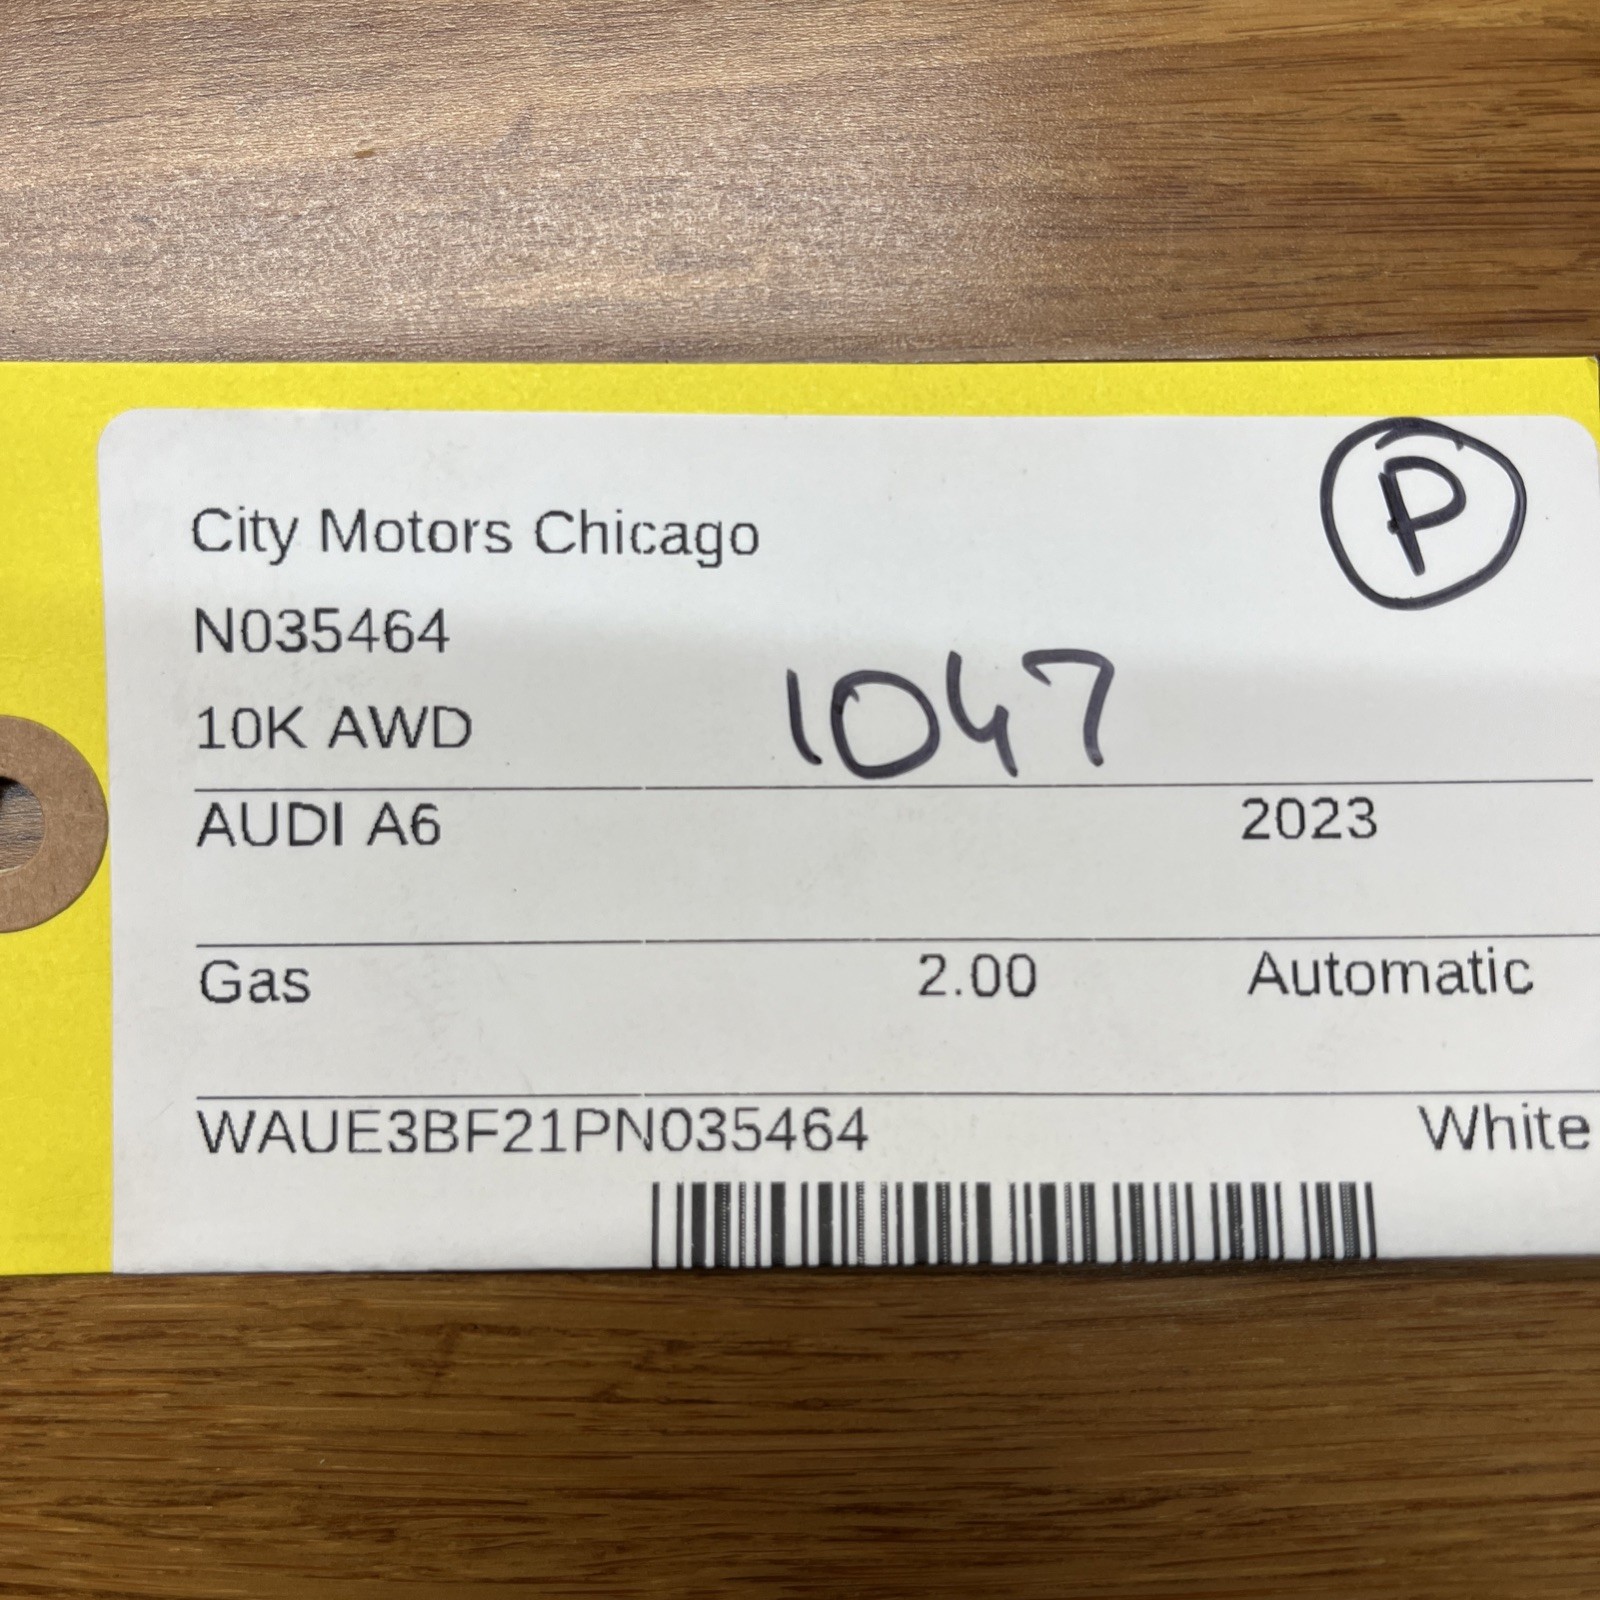 City Motors Chicago
P
N035464
1047
10K AWD
AUDI A6 2023
Gas 2.00 Automatic
WAUE3BF21PN035464 White